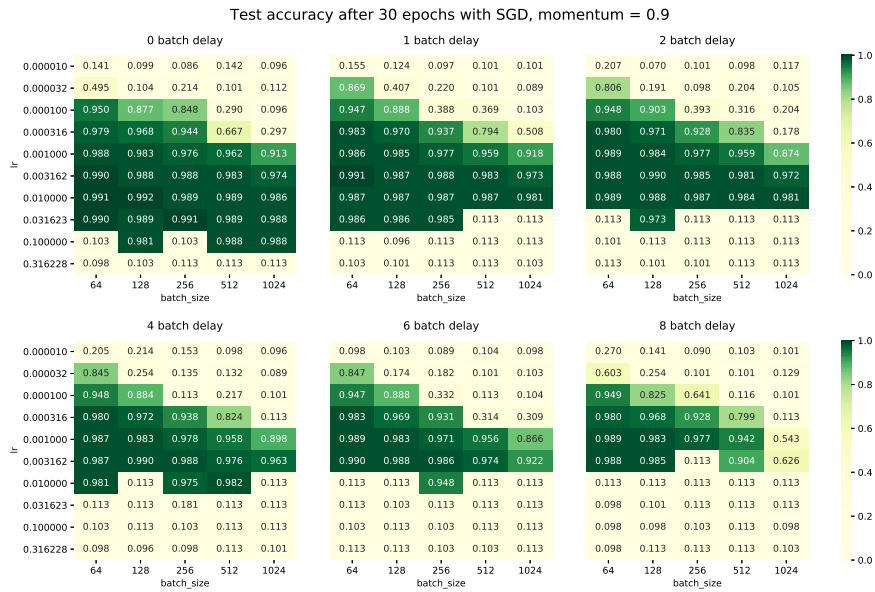 Test accuracy after 30 epochs with SGD, momentum = 0.9
0 batch delay
1 batch delay
2 batch delay
0.000010 0.141 0.099 0.086 0.142 0.096 0.155 0.124 0.097 0.101 0.101 0.207 0.070 0.101 0.098 0.117 1.0
0.000032 0.495 0.104 0.214 0.101 0.112 0.869 0.407 0.220 0.101 0.089 0.806 0.191 0.098 0.204 0.105
0.000100 0.950 0.877 0.848 0.290 0.096 0.947 0.888 0.388 0.369 0.103 0.948 0.903 0.393 0.316 0.204 0.8
0.000316 0.979 0.968 0.944 0.667 0.297 0.983 0.970 0.937 0.794 0.508 0.980 0.971 0.928 0.835 0.178 0.6
0.001000 0.988 0.983 0.976 0.962 0.913 0.986 0.985 0.977 0.959 0.918 0.989 0.984 0.977 0.959 0.874
lr
0.003162 0.990 0.988 0.988 0.983 0.974 0.991 0.987 0.988 0.983 0.973 0.988 0.990 0.985 0.981 0.972 0.4
0.010000 0.991 0.992 0.989 0.989 0.986 0.987 0.987 0.987 0.987 0.981 0.989 0.988 0.987 0.984 0.981
0.031623 0.990 0.989 0.991 0.989 0.988 0.986 0.986 0.985 0.113 0.113 0.113 0.973 0.113 0.113 0.113 0.2
0.100000 0.103 0.981 0.103 0.988 0.988 0.113 0.096 0.113 0.113 0.113 0.101 0.113 0.113 0.113 0.113
0.316228 0.098 0.103 0.113 0.113 0.113 0.103 0.101 0.113 0.113 0.113 0.113 0.101 0.101 0.113 0.113 0.0
64 128 256 512 1024 64 128 256 512 1024 64 128 256 512 1024
batch_size batch_size batch_size
4 batch delay
6 batch delay
8 batch delay
0.000010 0.205 0.214 0.153 0.098 0.096 0.098 0.103 0.089 0.104 0.098 0.270 0.141 0.090 0.103 0.101 1.0
0.000032 0.845 0.254 0.135 0.132 0.089 0.847 0.174 0.182 0.101 0.113 0.603 0.254 0.101 0.101 0.129
0.000100 0.948 0.884 0.113 0.217 0.101 0.947 0.888 0.332 0.113 0.104 0.949 0.825 0.641 0.116 0.101 0.8
0.000316 0.980 0.972 0.938 0.824 0.113 0.983 0.969 0.931 0.314 0.309 0.980 0.968 0.928 0.799 0.113 0.6
0.001000 0.987 0.983 0.978 0.958 0.898 0.989 0.983 0.971 0.956 0.866 0.989 0.983 0.977 0.942 0.543
lr
0.003162 0.987 0.990 0.988 0.976 0.963 0.990 0.988 0.986 0.974 0.922 0.988 0.985 0.113 0.904 0.626 0.4
0.010000 0.981 0.113 0.975 0.982 0.113 0.113 0.113 0.948 0.113 0.113 0.113 0.113 0.113 0.113 0.113
0.031623 0.113 0.113 0.181 0.113 0.113 0.113 0.113 0.113 0.113 0.113 0.098 0.101 0.113 0.113 0.113 0.2
0.100000 0.103 0.113 0.103 0.113 0.113 0.103 0.103 0.113 0.113 0.113 0.098 0.098 0.103 0.113 0.098
0.316228 0.098 0.096 0.098 0.113 0.101 0.113 0.113 0.103 0.103 0.113 0.098 0.113 0.113 0.113 0.103 0.0
64 128 256 512 1024 64 128 256 512 1024 64 128 256 512 1024
batch_size batch_size batch_size